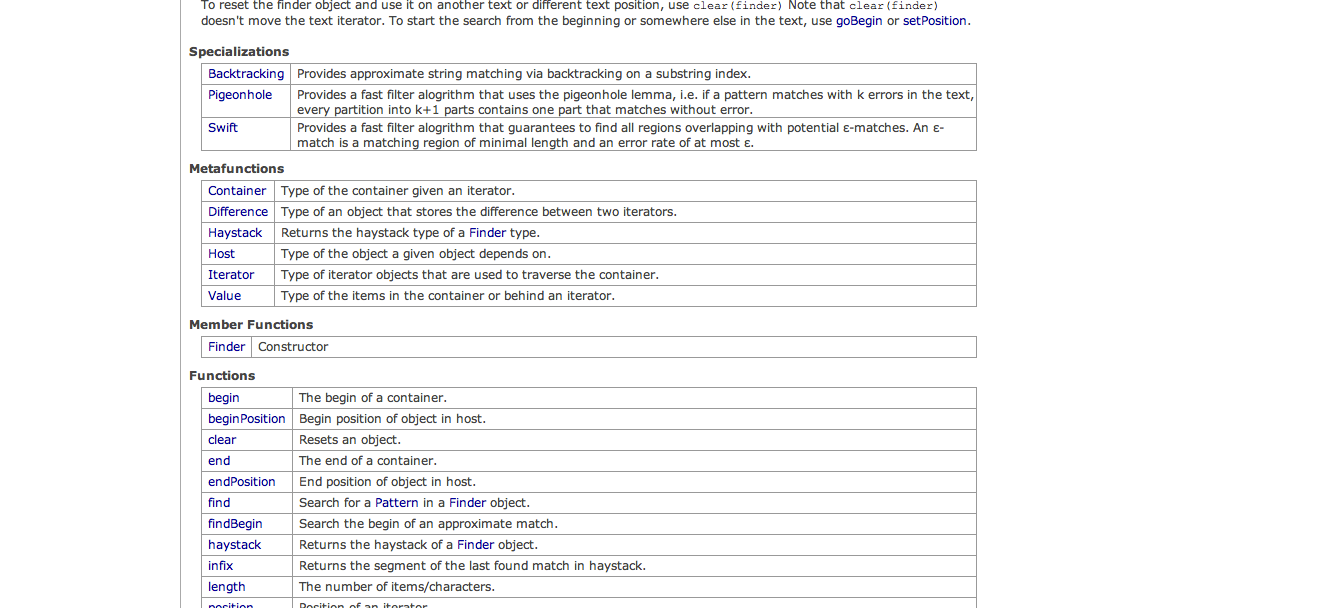 To reset the finder object and use it on another text or different text position, use clear(finder) Note that clear(finder)
doesn't move the text iterator. To start the search from the beginning or somewhere else in the text, use goBegin or setPosition.
Specializations
Backtracking Provides approximate string matching via backtracking on a substring index.
Pigeonhole Provides a fast filter alogrithm that uses the pigeonhole lemma, i.e. if a pattern matches with k errors in the text,
every partition into k+1 parts contains one part that matches without error.
Swift Provides a fast filter alogrithm that guarantees to find all regions overlapping with potential ε-matches. An ε-
match is a matching region of minimal length and an error rate of at most ε.
Metafunctions
Container Type of the container given an iterator.
Difference Type of an object that stores the difference between two iterators.
Haystack Returns the haystack type of a Finder type.
Host Type of the object a given object depends on.
Iterator Type of iterator objects that are used to traverse the container.
Value Type of the items in the container or behind an iterator.
Member Functions
Finder Constructor
Functions
begin The begin of a container.
beginPosition Begin position of object in host.
clear Resets an object.
end The end of a container.
endPosition End position of object in host.
find Search for a Pattern in a Finder object.
findBegin Search the begin of an approximate match.
haystack Returns the haystack of a Finder object.
infix Returns the segment of the last found match in haystack.
length The number of items/characters.
position Position of an iterator.